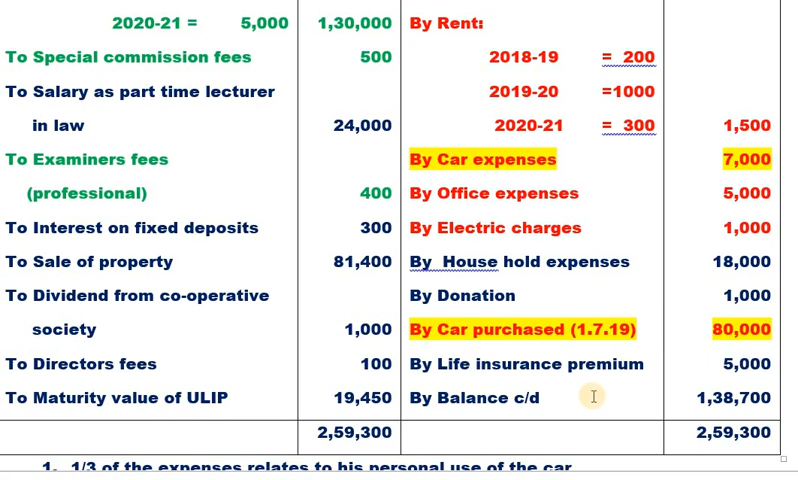 2020-21 = 5,000 1,30,000 By Rent:
To Special commission fees 500 2018-19 = 200
To Salary as part time lecturer 2019-20 =1000
in law 24,000 2020-21 = 300 1,500
To Examiners fees By Car expenses 7,000
(professional) 400 By Office expenses 5,000
To Interest on fixed deposits 300 By Electric charges 1,000
To Sale of property 81,400 By House hold expenses 18,000
To Dividend from co-operative By Donation 1,000
society 1,000 By Car purchased (1.7.19) 80,000
To Directors fees 100 By Life insurance premium 5,000
To Maturity value of ULIP 19,450 By Balance c/d 1,38,700
2,59,300 2,59,300
1. 1/3 of the expenses relates to his personal use of the car